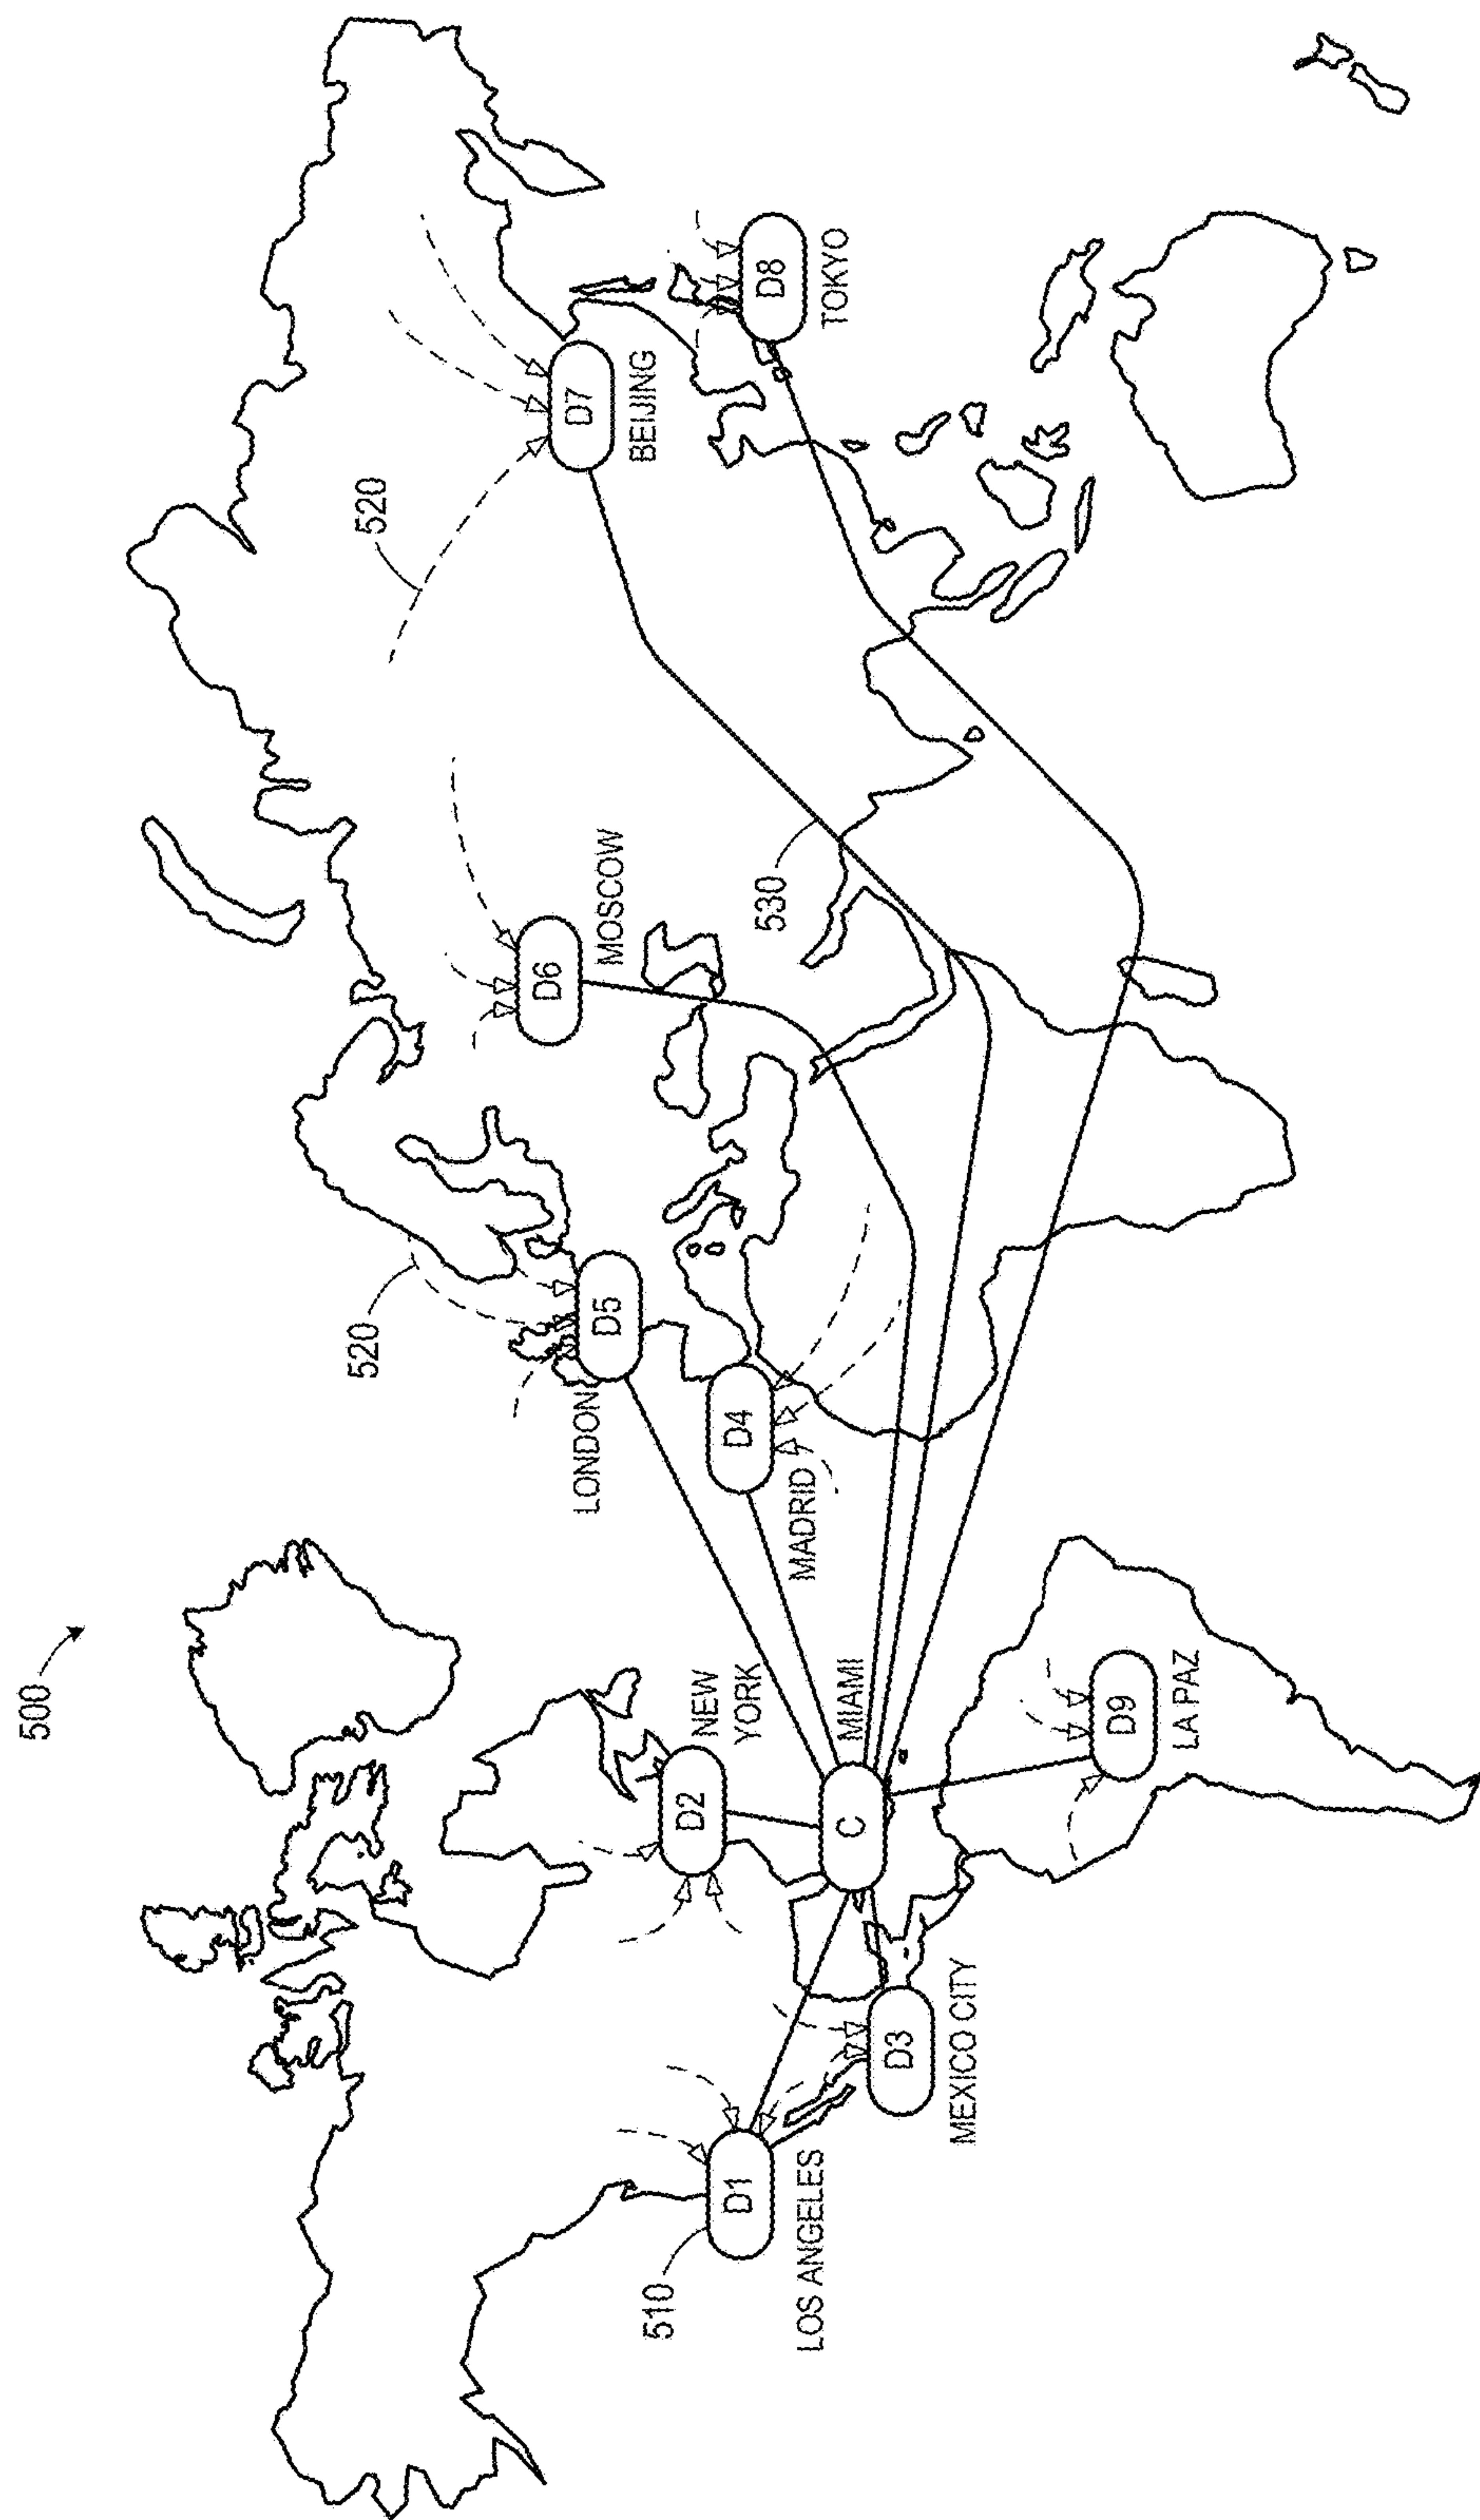 500
520
520
D7
BEIJING
D6
MOSCOW
D8
TOKYO
D5
LONDON
530
D4
MADRID
D2
NEW
YORK
C
MIAMI
510
D1
LOS ANGELES
D3
MEXICO CITY
D9
LA PAZ